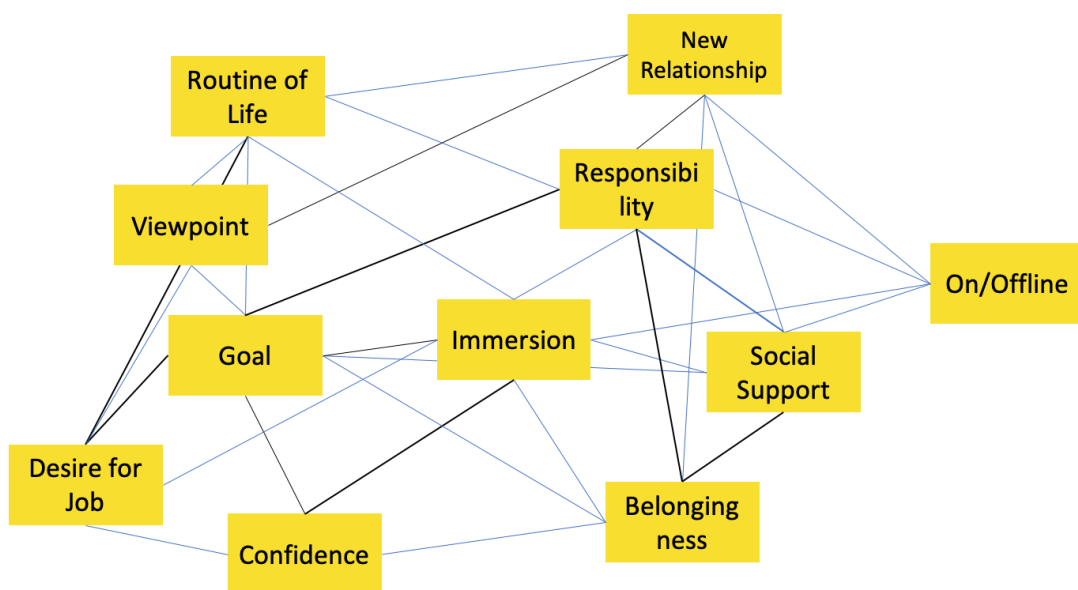 New
Relationship
Routine of
Life
Responsibi
lity
Viewpoint
On/Offline
Immersion
Goal
Social
Support
Desire for
Job
Belonging
ness
Confidence